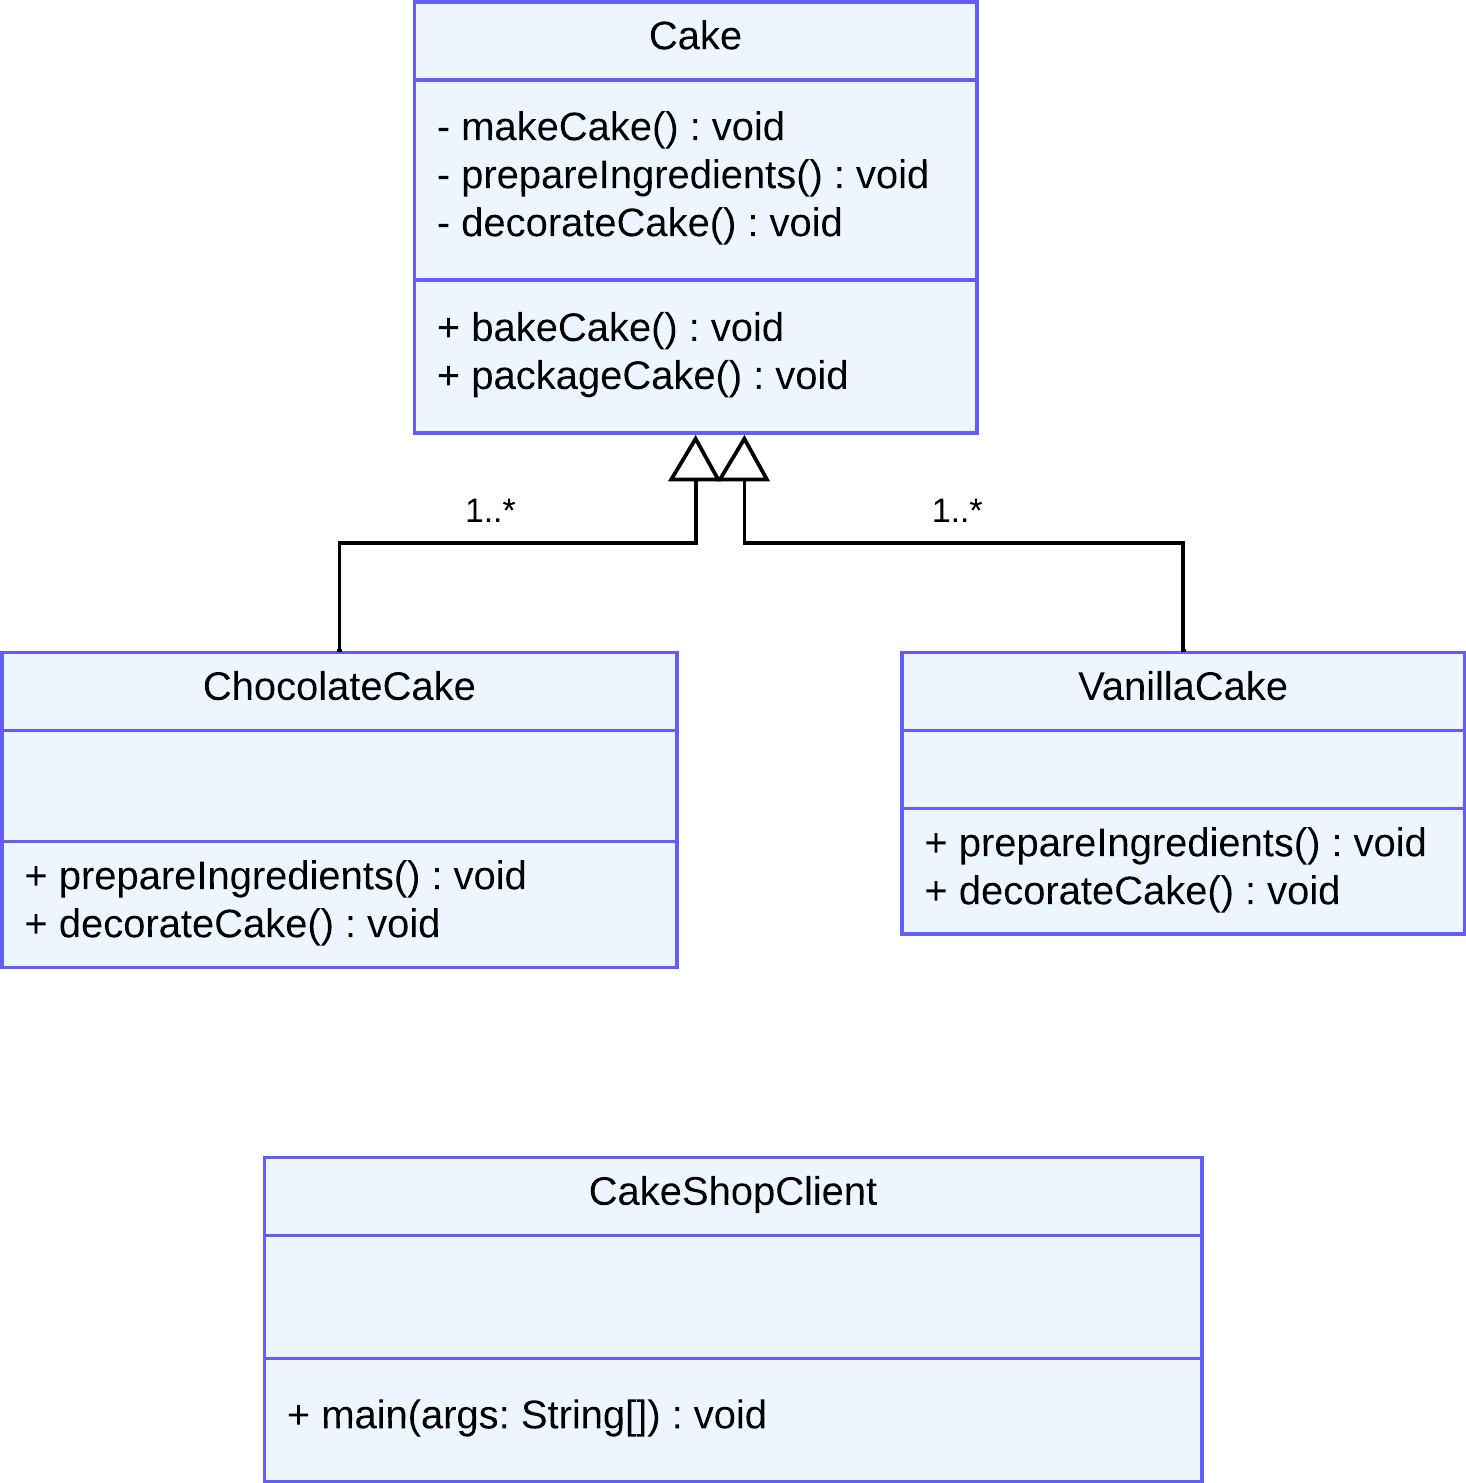 Cake
- makeCake() : void
- prepareIngredients() : void
- decorateCake() : void
+ bakeCake() : void
+ packageCake() : void
1..*
1..*
ChocolateCake
+ prepareIngredients() : void
+ decorateCake() : void
VanillaCake
+ prepareIngredients() : void
+ decorateCake() : void
CakeShopClient
+ main(args: String[]) : void